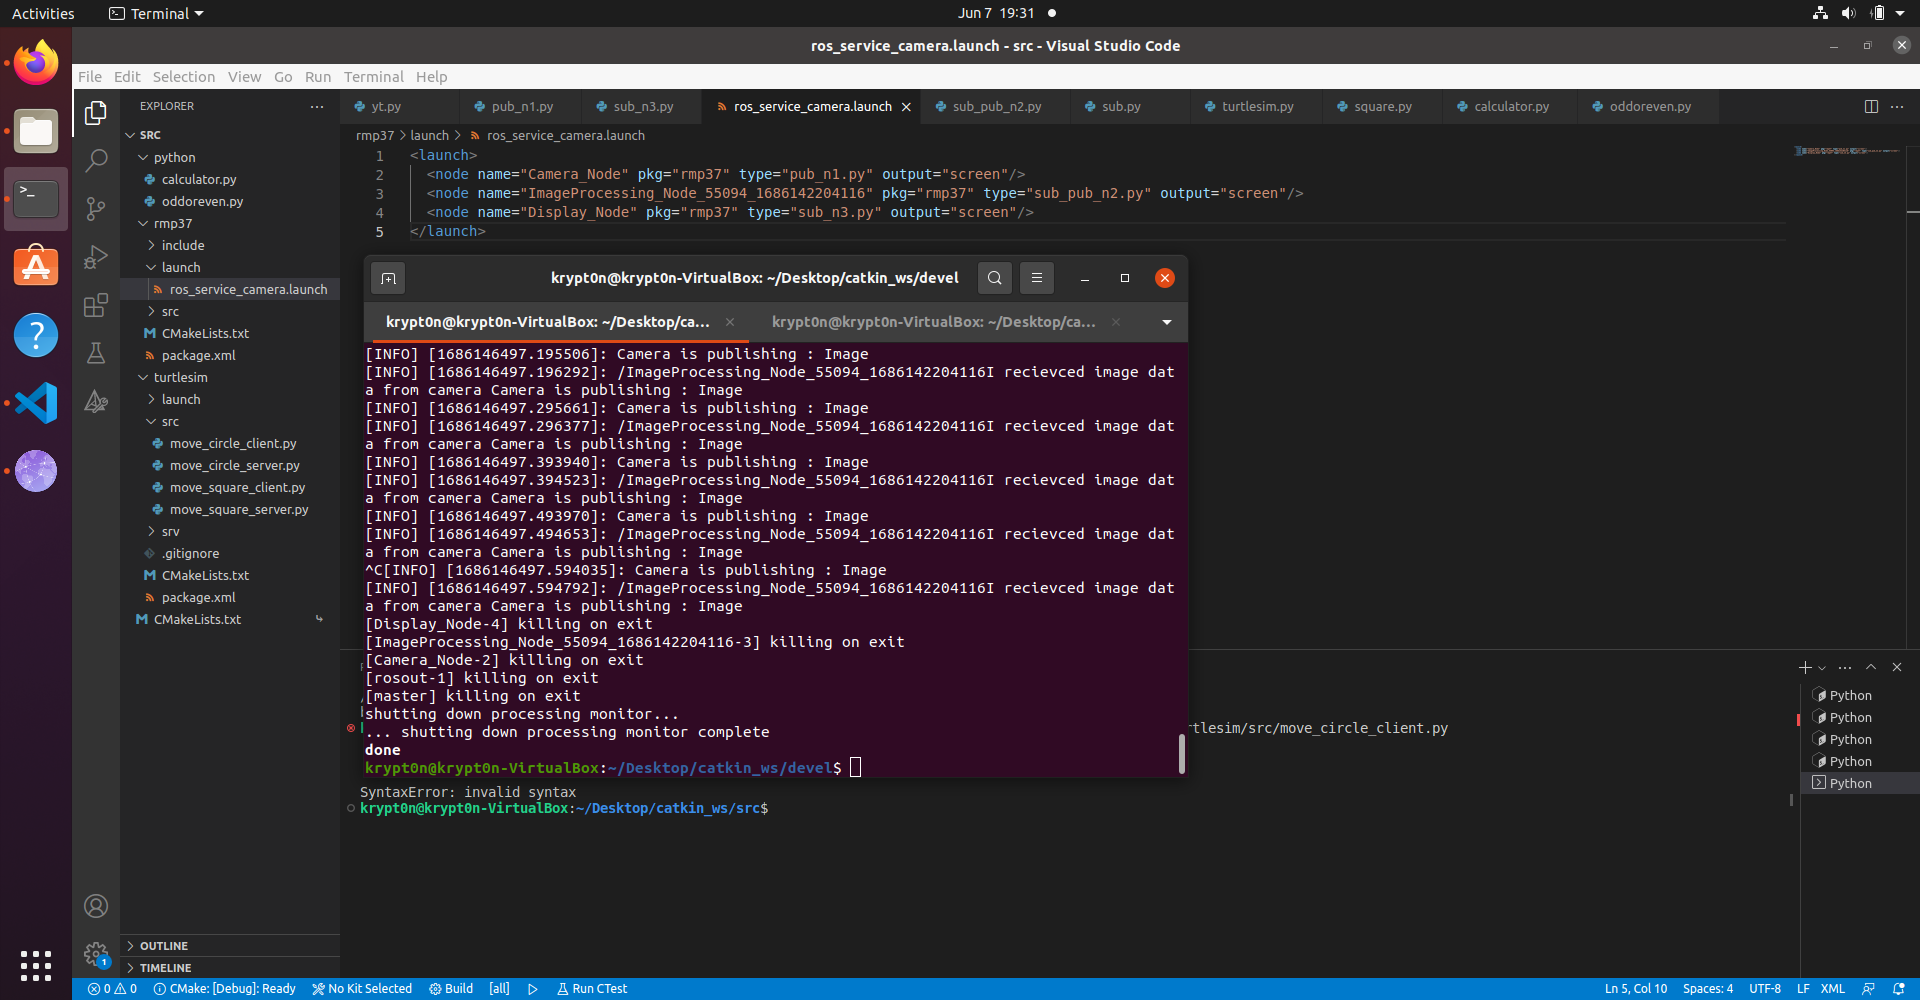 Activities
Terminal
Jun 7 19:31
ros_service_camera.launch - src - Visual Studio Code
File Edit Selection View Go Run Terminal Help
EXPLORER
SRC
python
calculator.py
oddoreven.py
rmp37
include
launch
ros_service_camera.launch
src
CMakeLists.txt
package.xml
turtlesim
launch
src
move_circle_client.py
move_circle_server.py
move_square_client.py
move_square_server.py
srv
.gitignore
CMakeLists.txt
package.xml
CMakeLists.txt
OUTLINE
TIMELINE
yt.py pub_n1.py sub_n3.py ros_service_camera.launch sub_pub_n2.py sub.py turtlesim.py square.py calculator.py oddoreven.py
rmp37 > launch > ros_service_camera.launch
1 <launch>
2 <node name="Camera_Node" pkg="rmp37" type="pub_n1.py" output="screen"/>
3 <node name="ImageProcessing_Node_55094_1686142204116" pkg="rmp37" type="sub_pub_n2.py" output="screen"/>
4 <node name="Display_Node" pkg="rmp37" type="sub_n3.py" output="screen"/>
5 </launch>
krypt0n@krypt0n-VirtualBox: ~/Desktop/catkin_ws/devel
krypt0n@krypt0n-VirtualBox: ~/Desktop/ca... krypt0n@krypt0n-VirtualBox: ~/Desktop/ca...
[INFO] [1686146497.195506]: Camera is publishing : Image
[INFO] [1686146497.196292]: /ImageProcessing_Node_55094_1686142204116I recievced image dat
a from camera Camera is publishing : Image
[INFO] [1686146497.295661]: Camera is publishing : Image
[INFO] [1686146497.296377]: /ImageProcessing_Node_55094_1686142204116I recievced image dat
a from camera Camera is publishing : Image
[INFO] [1686146497.393940]: Camera is publishing : Image
[INFO] [1686146497.394523]: /ImageProcessing_Node_55094_1686142204116I recievced image dat
a from camera Camera is publishing : Image
[INFO] [1686146497.493970]: Camera is publishing : Image
[INFO] [1686146497.494653]: /ImageProcessing_Node_55094_1686142204116I recievced image dat
a from camera Camera is publishing : Image
^C[INFO] [1686146497.594035]: Camera is publishing : Image
[INFO] [1686146497.594792]: /ImageProcessing_Node_55094_1686142204116I recievced image dat
a from camera Camera is publishing : Image
[Display_Node-4] killing on exit
[ImageProcessing_Node_55094_1686142204116-3] killing on exit
[Camera_Node-2] killing on exit
[rosout-1] killing on exit
[master] killing on exit
shutting down processing monitor...
... shutting down processing monitor complete
done
krypt0n@krypt0n-VirtualBox:~/Desktop/catkin_ws/devel$
rtlesim/src/move_circle_client.py
SyntaxError: invalid syntax
krypt0n@krypt0n-VirtualBox:~/Desktop/catkin_ws/src$
Python
Python
Python
Python
Python
1
0 0 CMake: [Debug]: Ready No Kit Selected Build [all] Run CTest
Ln 5, Col 10 Spaces: 4 UTF-8 LF XML